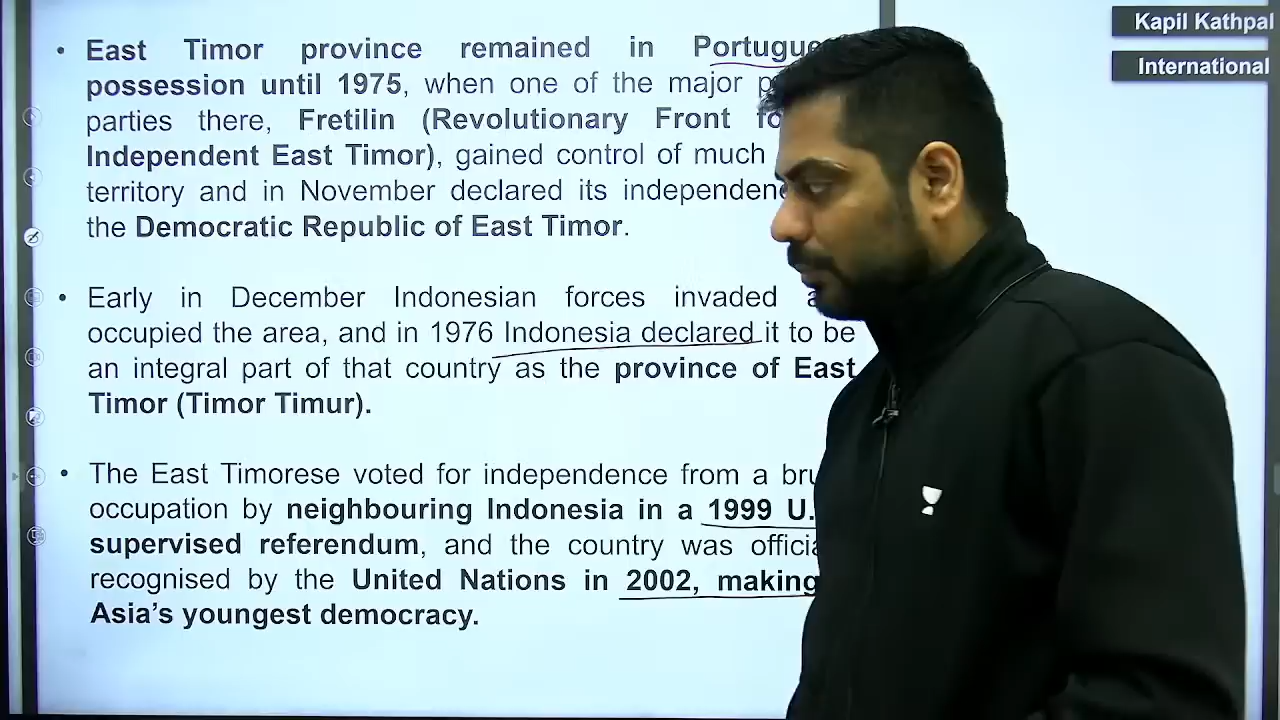 Kapil Kathpal
International
• East Timor province remained in
possession until 1975, when one of the major
parties there, Fretilin (Revolutionary Front
Independent East Timor), gained control of much
territory and in November declared its
the Democratic Republic of East Timor.
• Early in December Indonesian forces invaded
occupied the area, and in 1976 Indonesia declared it to be
an integral part of that country as the province of East
Timor (Timor Timur).
• The East Timorese voted for independence from a
occupation by neighbouring Indonesia in a 1999 U.
supervised referendum, and the country was
recognised by the United Nations in 2002, making
Asia's youngest democracy.